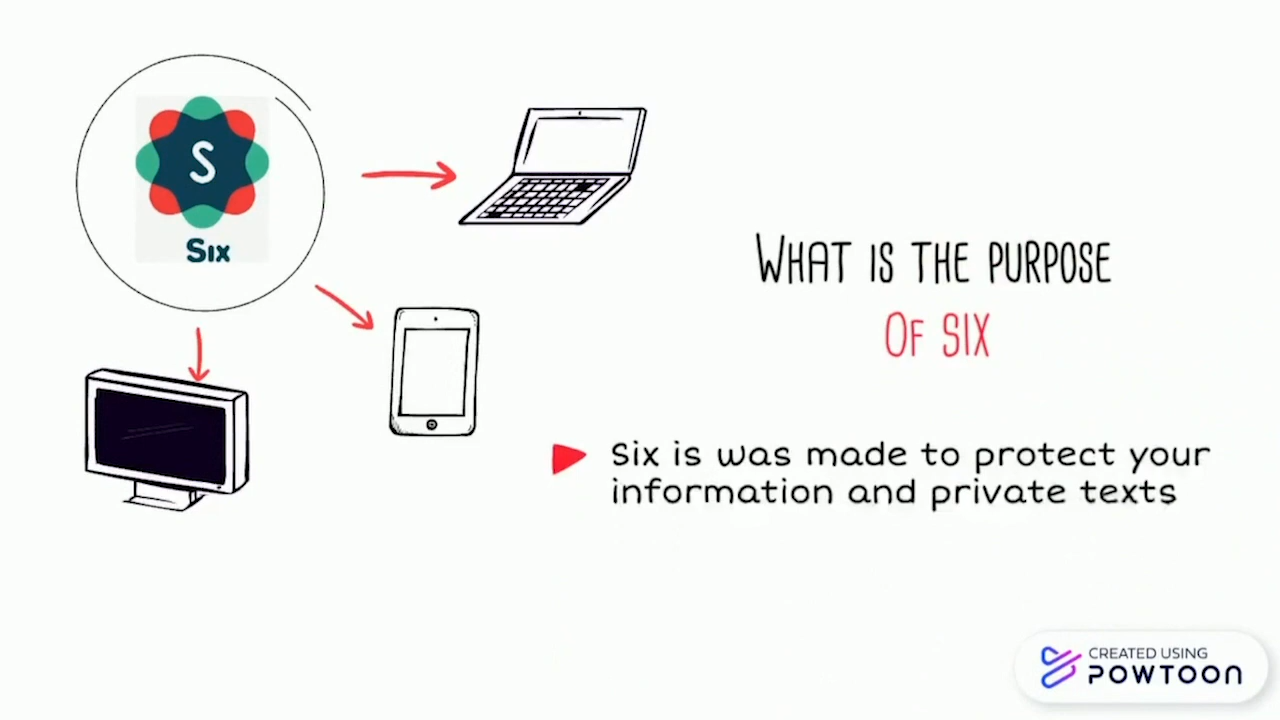 S
Six
What is the purpose
Of six
Six is was made to protect your
information and private texts
CREATED USING
POWTOON